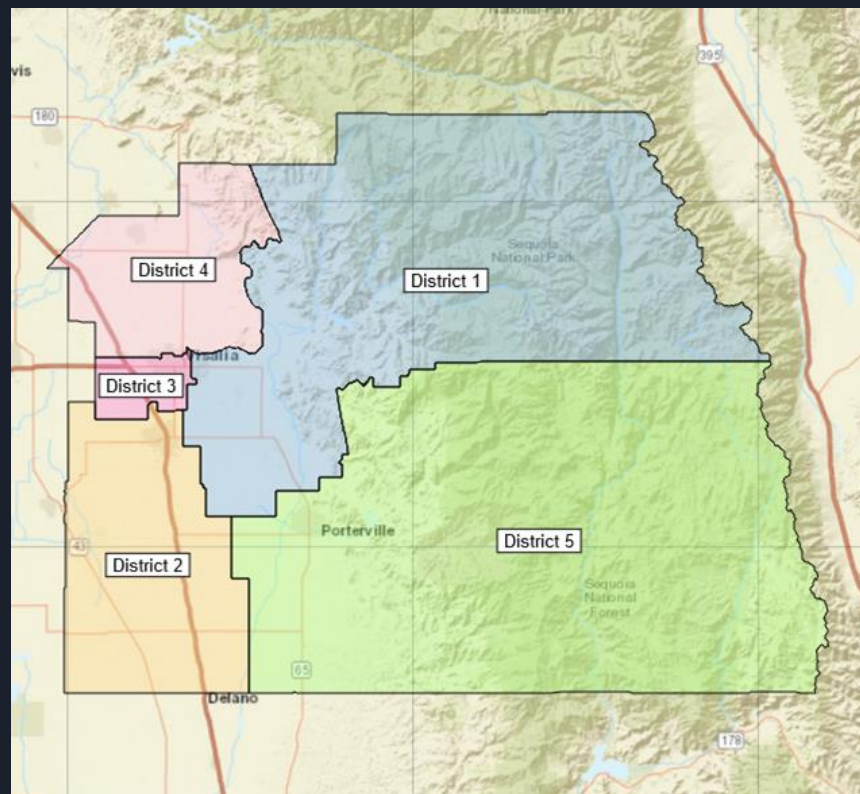 National Park
395
vis
180
District 4
Sequoia
National Park
District 1
isalia
District 3
Porterville
District 5
43
District 2
Sequoia
National
Forest
65
Delano
178